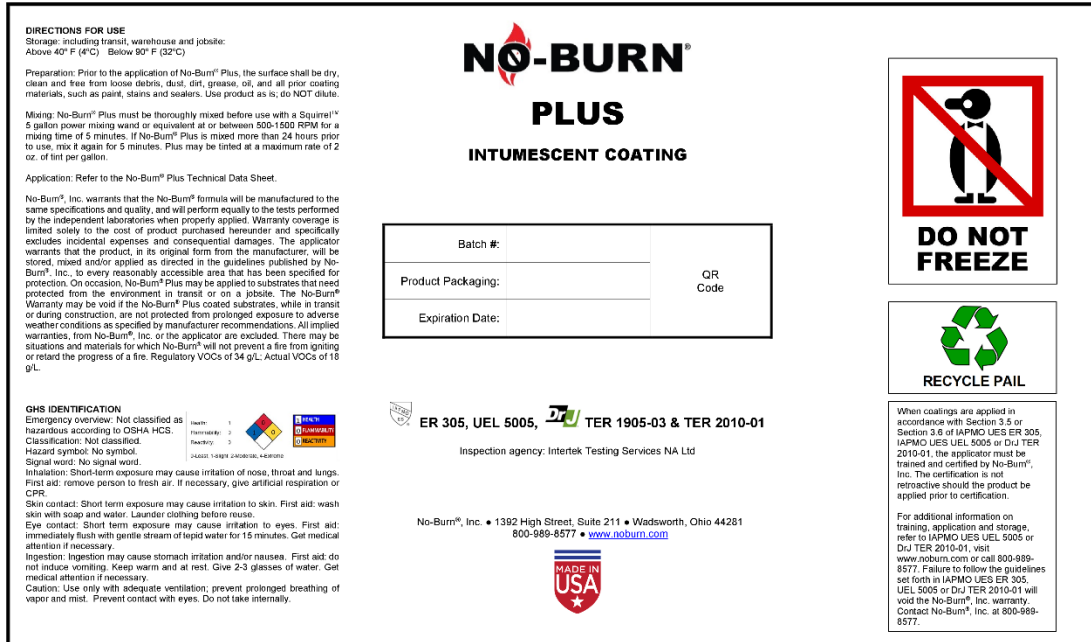 DIRECTIONS FOR USE
Storage: including transit, warehouse and jobsite:
Above 40° F (4°C)    Below 90° F (32°C)
Preparation: Prior to the application of No-Burn® Plus, the surface shall be dry,
clean and free from loose debris, dust, dirt, grease, oil, and all prior coating
materials, such as paint, stains and sealers. Use product as is; do NOT dilute.
Mixing: No-Burn® Plus must be thoroughly mixed before use with a Squirrel™
5 gallon power mixing wand or equivalent at or between 500-1500 RPM for a
mixing time of 5 minutes. If No-Burn® Plus is mixed more than 24 hours prior
to use, mix it again for 5 minutes. Plus may be tinted at a maximum rate of 2
oz. of tint per gallon.
Application: Refer to the No-Burn® Plus Technical Data Sheet.
No-Burn®, Inc. warrants that the No-Burn® formula will be manufactured to the
same specifications and quality, and will perform equally to the tests performed
by the independent laboratories when properly applied. Warranty coverage is
limited solely to the cost of product purchased hereunder and specifically
excludes incidental expenses and consequential damages. The applicator
warrants that the product, in its original form from the manufacturer, will be
stored, mixed and/or applied as directed in the guidelines published by No-
Burn®, Inc., to every reasonably accessible area that has been specified for
protection. On occasion, No-Burn® Plus may be applied to substrates that need
protected from the environment in transit or on a jobsite. The No-Burn®
Warranty may be void if the No-Burn® Plus coated substrates, while in transit
or during construction, are not protected from prolonged exposure to adverse
weather conditions as specified by manufacturer recommendations. All implied
warranties, from No-Burn®, Inc. or the applicator are excluded. There may be
situations and materials for which No-Burn® will not prevent a fire from igniting
or retard the progress of a fire. Regulatory VOCs of 34 g/L; Actual VOCs of 18
g/L.
GHS IDENTIFICATION
Emergency overview: Not classified as
hazardous according to OSHA HCS.
Classification: Not classified.
Hazard symbol: No symbol.
Signal word: No signal word.
Health: 1
Flammability:
Reactivity:
HEALTH
FLAMMABILITY
REACTIVITY
Inhalation: Short-term exposure may cause irritation of nose, throat and lungs.
First aid: remove person to fresh air. If necessary, give artificial respiration or
CPR.
Skin contact: Short term exposure may cause irritation to skin. First aid: wash
skin with soap and water. Launder clothing before reuse.
Eye contact: Short term exposure may cause irritation to eyes. First aid:
immediately flush with gentle stream of tepid water for 15 minutes. Get medical
attention if necessary.
Ingestion: Ingestion may cause stomach irritation and/or nausea. First aid: do
not induce vomiting. Keep warm and at rest. Give 2-3 glasses of water. Get
medical attention if necessary.
Caution: Use only with adequate ventilation; prevent prolonged breathing of
vapor and mist. Prevent contact with eyes. Do not take internally.
NO-BURN®
PLUS
INTUMESCENT COATING
Batch #:
Product Packaging:
Expiration Date:
QR
Code
ER 305, UEL 5005, DrJ TER 1905-03 & TER 2010-01
Inspection agency: Intertek Testing Services NA Ltd
No-Burn®, Inc. ● 1392 High Street, Suite 211 ● Wadsworth, Ohio 44281
800-989-8577 ● www.noburn.com
MADE IN
USA
DO NOT
FREEZE
RECYCLE PAIL
When coatings are applied in
accordance with Section 3.5 or
Section 3.6 of IAPMO UES ER 305,
IAPMO UES UEL 5005 or DrJ TER
2010-01, the applicator must be
trained and certified by No-Burn®,
Inc. The certification is not
retroactive should the product be
applied prior to certification.
For additional information on
training, application and storage,
refer to IAPMO UES UEL 5005 or
DrJ TER 2010-01, visit
www.noburn.com or call 800-989-
8577. Failure to follow the guidelines
set forth in IAPMO UES ER 305,
UEL 5005 or DrJ TER 2010-01 will
void the No-Burn®, Inc. warranty.
Contact No-Burn®, Inc. at 800-989-
8577.